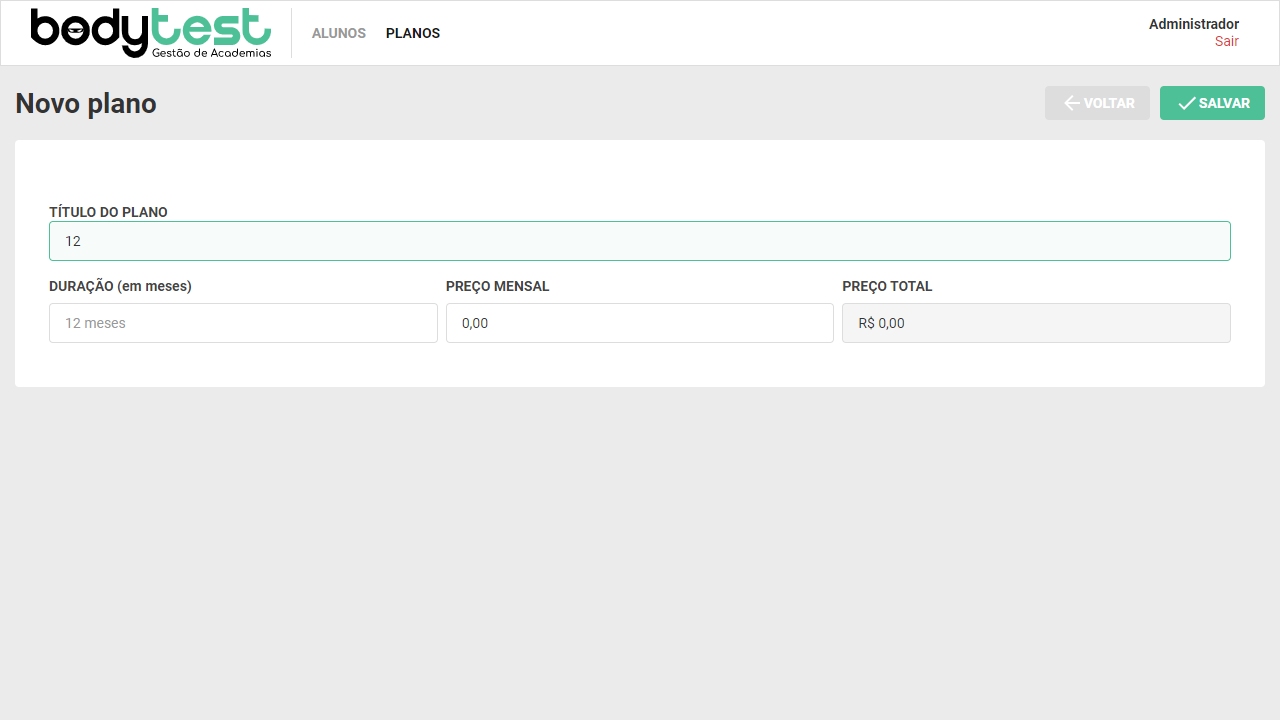 bodytest
Gestão de Academias
ALUNOS PLANOS
Administrador
Sair
Novo plano
VOLTAR
SALVAR
TÍTULO DO PLANO
12
DURAÇÃO (em meses) PREÇO MENSAL PREÇO TOTAL
12 meses 0,00 R$ 0,00